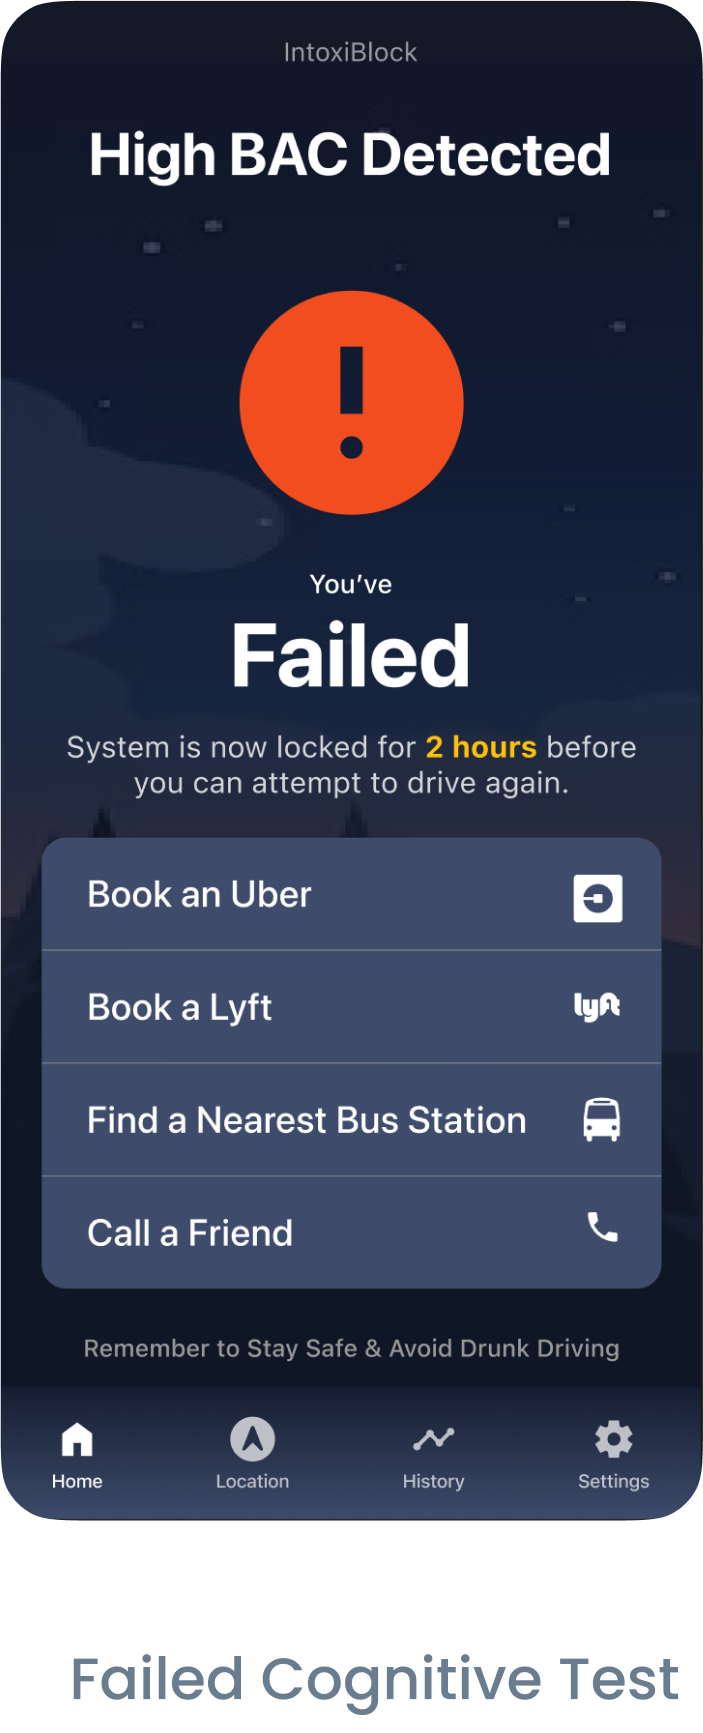 IntoxiBlock
High BAC Detected
You’ve
Failed
System is now locked for 2 hours before
you can attempt to drive again.
Book an Uber
Book a Lyft
lyft
Find a Nearest Bus Station
Call a Friend
Remember to Stay Safe & Avoid Drunk Driving
Home Location History Settings
Failed Cognitive Test